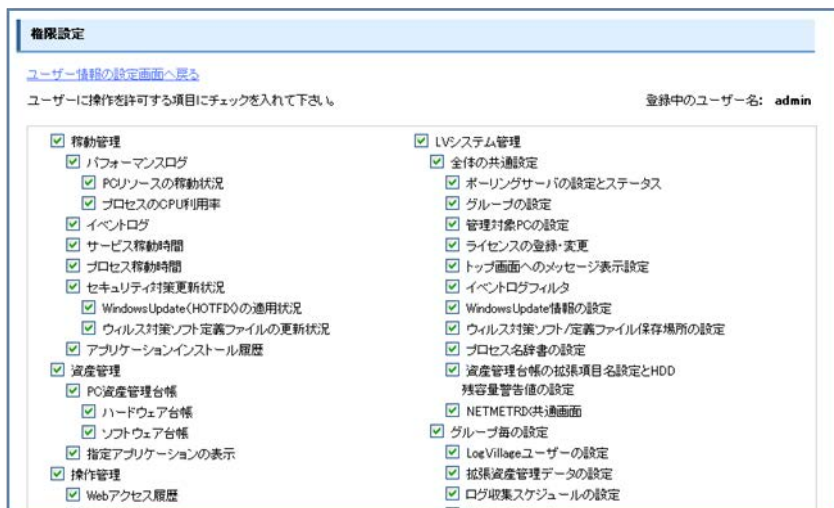 権限設定
ユーザー情報の設定画面へ戻る
ユーザーに操作を許可する項目にチェックを入れて下さい。
登録中のユーザー名: admin
稼動管理
パフォーマンスログ
PCリソースの稼動状況
プロセスのCPU利用率
イベントログ
サービス稼動時間
プロセス稼動時間
セキュリティ対策更新状況
WindowsUpdate(HOTFIX)の適用状況
ウィルス対策ソフト定義ファイルの更新状況
アプリケーションインストール履歴
資産管理
PC資産管理台帳
ハードウェア台帳
ソフトウェア台帳
指定アプリケーションの表示
操作管理
Webアクセス履歴
LVシステム管理
全体の共通設定
ポーリングサーバの設定とステータス
グループの設定
管理対象PCの設定
ライセンスの登録・変更
トップ画面へのメッセージ表示設定
イベントログフィルタ
WindowsUpdate情報の設定
ウィルス対策ソフト/定義ファイル保存場所の設定
プロセス名辞書の設定
資産管理台帳の拡張項目名設定とHDD
残容量警告値の設定
NETMETRIX共通画面
グループ毎の設定
LogVillageユーザーの設定
拡張資産管理データの設定
ログ収集スケジュールの設定